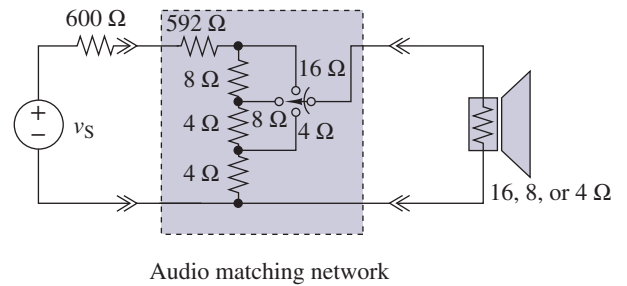 600 Ω
592 Ω
16 Ω
8 Ω
+
−
vS
4 Ω
8 Ω
4 Ω
4 Ω
16, 8, or 4 Ω
Audio matching network